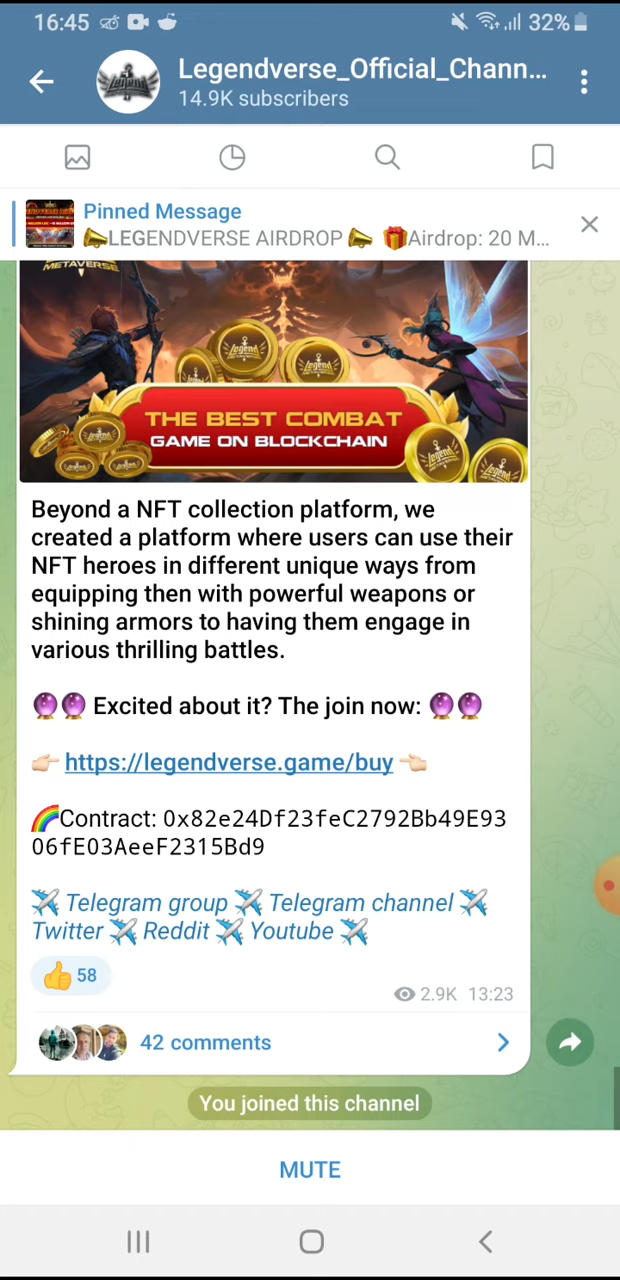 16:45
32%
Legendverse_Official_Chann...
14.9K subscribers
Pinned Message
📣LEGENDVERSE AIRDROP📣 🎁Airdrop: 20 M...
METAVERSE
Legend
Legend
THE BEST COMBAT
GAME ON BLOCKCHAIN
Beyond a NFT collection platform, we
created a platform where users can use their
NFT heroes in different unique ways from
equipping then with powerful weapons or
shining armors to having them engage in
various thrilling battles.
🔮🔮 Excited about it? The join now: 🔮🔮
👉🏻 https://legendverse.game/buy 👈🏻
🌈Contract: 0x82e24Df23feC2792Bb49E93
06fE03AeeF2315Bd9
✈️ Telegram group ✈️ Telegram channel ✈️
Twitter ✈️ Reddit ✈️ Youtube ✈️
👍 58
2.9K 13:23
42 comments
You joined this channel
MUTE